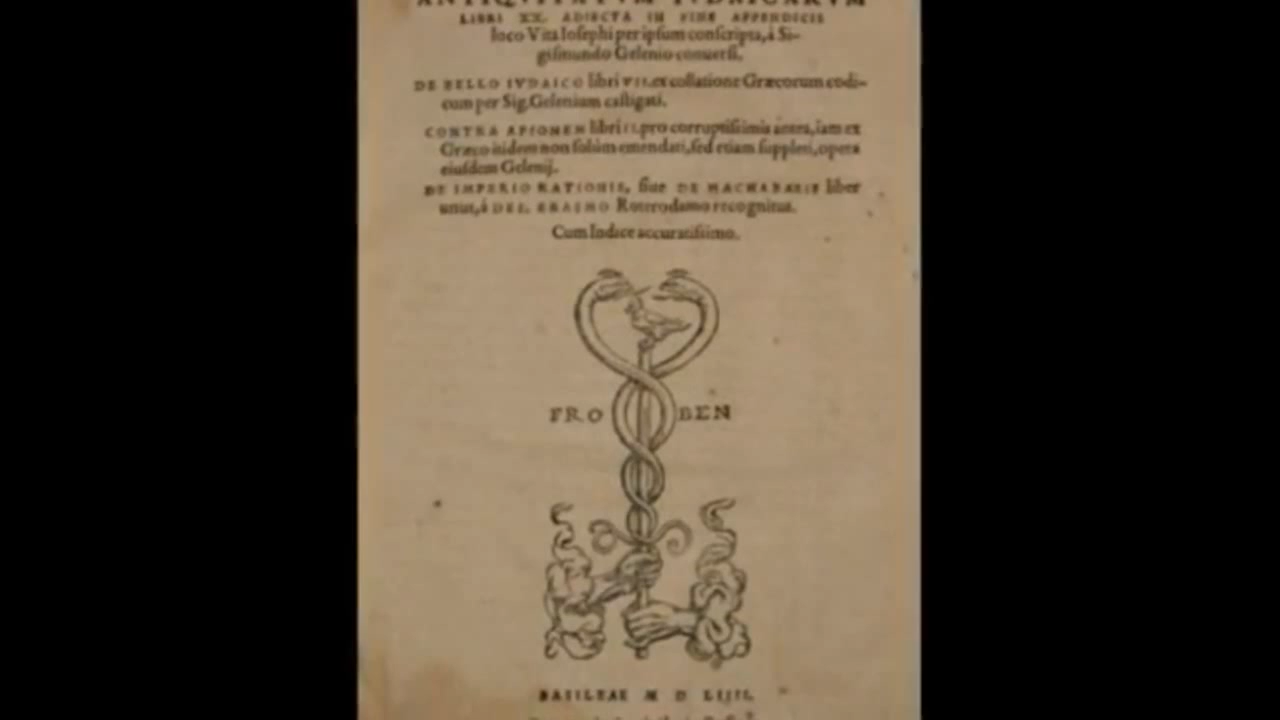 ANTIQVITATVM IVDAICARVM
LIBRI XX. ADIECTA IN FINE APPENDICIS
loco Vita Iosephi per ipsum conscripta, à Si-
gismundo Gelenio conuersi.
DE BELLO IVDAICO libri VII. ex collatione Græcorum codi-
cum per Sig. Gelenium castigati.
CONTRA APIONEM libri II. pro corruptissimis antea, iam ex
Græco itidem non solùm emendati, sed etiam suppleti, opera
eiusdem Gelenij.
DE IMPERIO RATIONIS, siue DE MACHABAEIS liber
unus, à DES. ERASMO Roterodamo recognitus.
Cum Indice accuratissimo.
FRO BEN
BASILEAE M D LIIII.